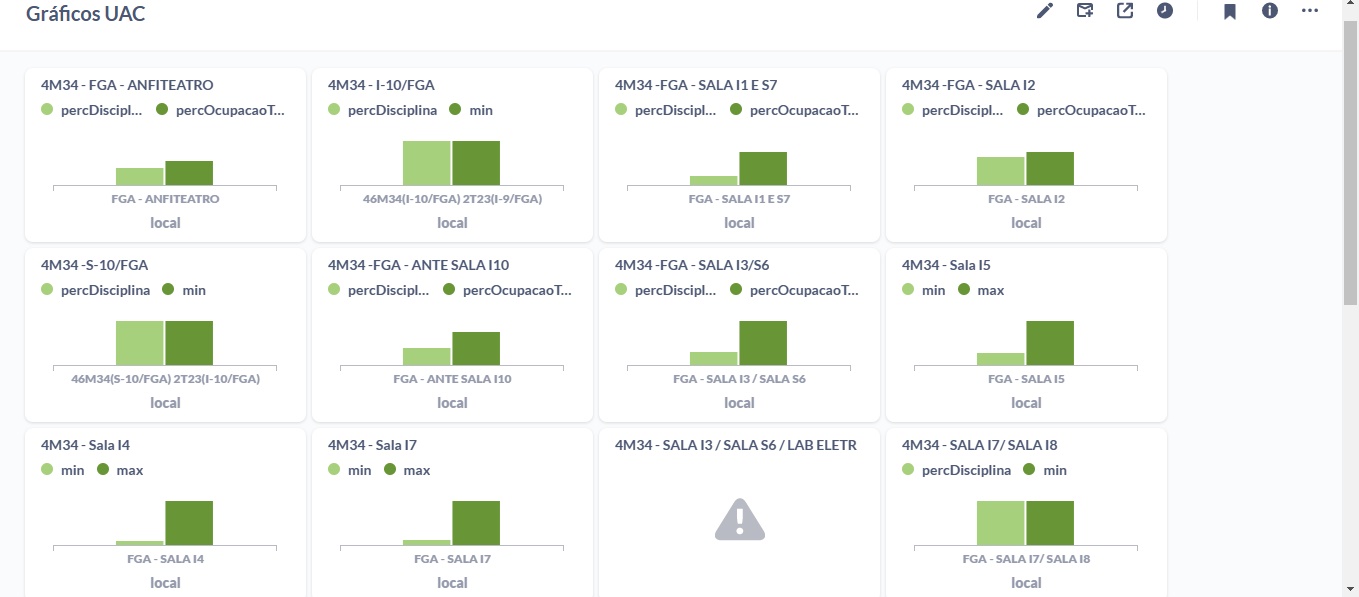 Gráficos UAC
4M34 - FGA - ANFITEATRO
percDiscipl... percOcupacaoT...
FGA - ANFITEATRO
local
4M34 - I-10/FGA
percDisciplina min
46M34(I-10/FGA) 2T23(I-9/FGA)
local
4M34 -FGA - SALA I1 E S7
percDiscipl... percOcupacaoT...
FGA - SALA I1 E S7
local
4M34 -FGA - SALA I2
percDiscipl... percOcupacaoT...
FGA - SALA I2
local
4M34 -S-10/FGA
percDisciplina min
46M34(S-10/FGA) 2T23(I-10/FGA)
local
4M34 -FGA - ANTE SALA I10
percDiscipl... percOcupacaoT...
FGA - ANTE SALA I10
local
4M34 -FGA - SALA I3/S6
percDiscipl... percOcupacaoT...
FGA - SALA I3 / SALA S6
local
4M34 - Sala I5
min max
FGA - SALA I5
local
4M34 - Sala I4
min max
FGA - SALA I4
local
4M34 - Sala I7
min max
FGA - SALA I7
local
4M34 - SALA I3 / SALA S6 / LAB ELETR
4M34 - SALA I7/ SALA I8
percDisciplina min
FGA - SALA I7/ SALA I8
local